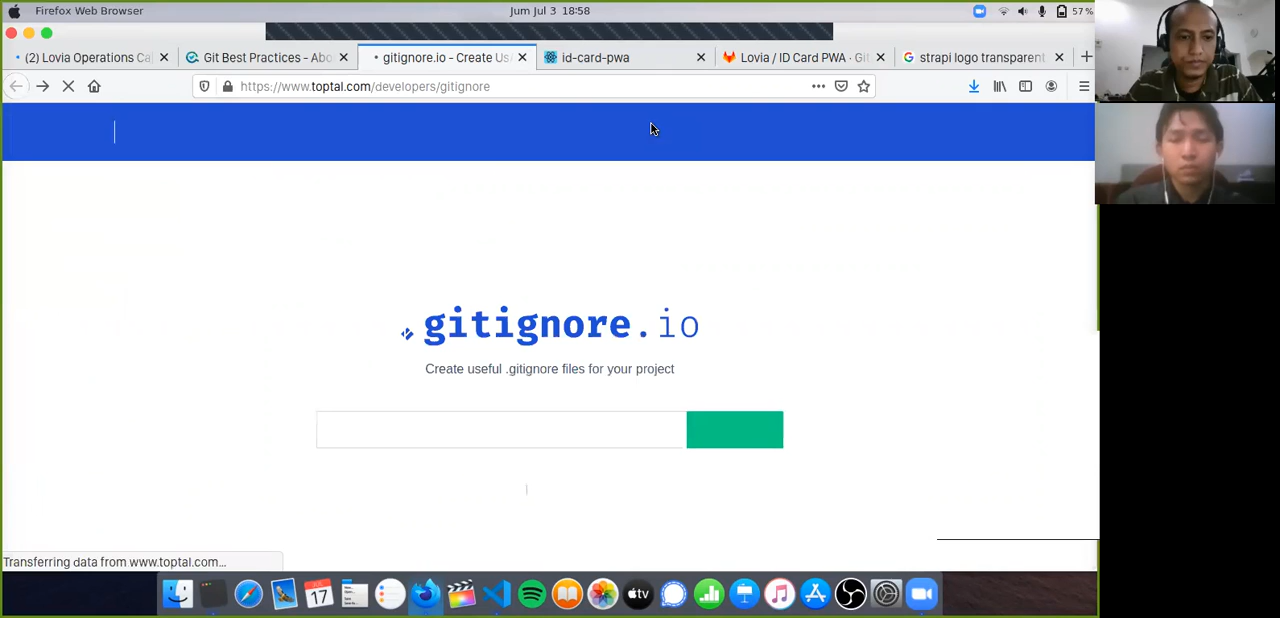 Firefox Web Browser
Jum Jul 3 18:58
57 %
(2) Lovia Operations Ca
Git Best Practices - Abo
gitignore.io - Create Us
id-card-pwa
Lovia / ID Card PWA · Git
strapi logo transparent
https://www.toptal.com/developers/gitignore
gitignore.io
Create useful .gitignore files for your project
Transferring data from www.toptal.com...
17
tv